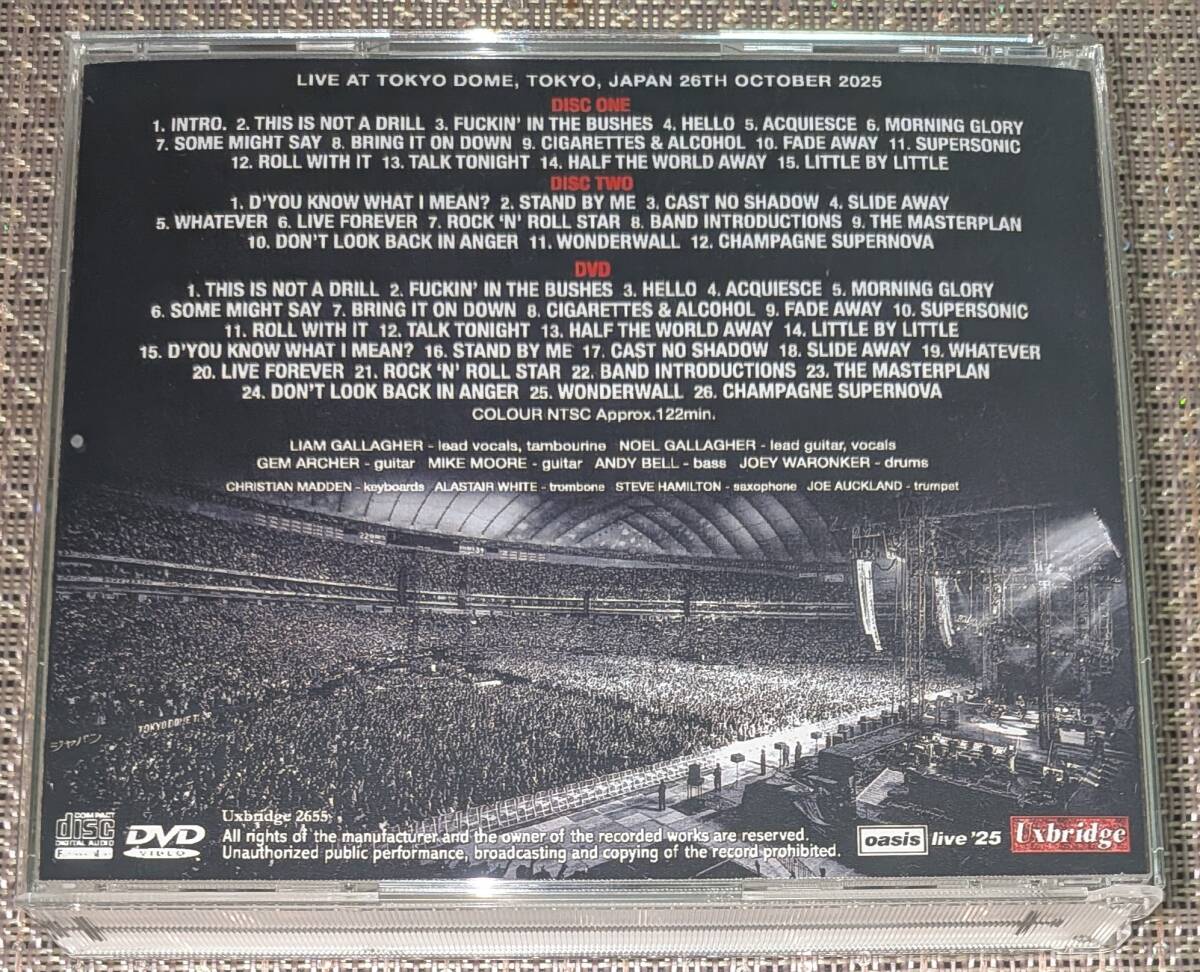 LIVE AT TOKYO DOME, TOKYO, JAPAN 26TH OCTOBER 2025
DISC ONE
1. INTRO. 2. THIS IS NOT A DRILL 3. FUCKIN' IN THE BUSHES 4. HELLO 5. ACQUIESCE 6. MORNING GLORY
7. SOME MIGHT SAY 8. BRING IT ON DOWN 9. CIGARETTES & ALCOHOL 10. FADE AWAY 11. SUPERSONIC
12. ROLL WITH IT 13. TALK TONIGHT 14. HALF THE WORLD AWAY 15. LITTLE BY LITTLE
DISC TWO
1. D'YOU KNOW WHAT I MEAN? 2. STAND BY ME 3. CAST NO SHADOW 4. SLIDE AWAY
5. WHATEVER 6. LIVE FOREVER 7. ROCK 'N' ROLL STAR 8. BAND INTRODUCTIONS 9. THE MASTERPLAN
10. DON'T LOOK BACK IN ANGER 11. WONDERWALL 12. CHAMPAGNE SUPERNOVA
DVD
1. THIS IS NOT A DRILL 2. FUCKIN' IN THE BUSHES 3. HELLO 4. ACQUIESCE 5. MORNING GLORY
6. SOME MIGHT SAY 7. BRING IT ON DOWN 8. CIGARETTES & ALCOHOL 9. FADE AWAY 10. SUPERSONIC
11. ROLL WITH IT 12. TALK TONIGHT 13. HALF THE WORLD AWAY 14. LITTLE BY LITTLE
15. D'YOU KNOW WHAT I MEAN? 16. STAND BY ME 17. CAST NO SHADOW 18. SLIDE AWAY 19. WHATEVER
20. LIVE FOREVER 21. ROCK 'N' ROLL STAR 22. BAND INTRODUCTIONS 23. THE MASTERPLAN
24. DON'T LOOK BACK IN ANGER 25. WONDERWALL 26. CHAMPAGNE SUPERNOVA
COLOUR NTSC Approx.122min.
LIAM GALLAGHER - lead vocals, tambourine NOEL GALLAGHER - lead guitar, vocals
GEM ARCHER - guitar MIKE MOORE - guitar ANDY BELL - bass JOEY WARONKER - drums
CHRISTIAN MADDEN - keyboards ALASTAIR WHITE - trombone STEVE HAMILTON - saxophone JOE AUCKLAND - trumpet
TOKYO DOME
ジャパン
COMPACT
disc
DIGITAL AUDIO
DVD
VIDEO
Uxbridge 2655
All rights of the manufacturer and the owner of the recorded works are reserved.
Unauthorized public performance, broadcasting and copying of the record prohibited.
oasis live '25
Uxbridge